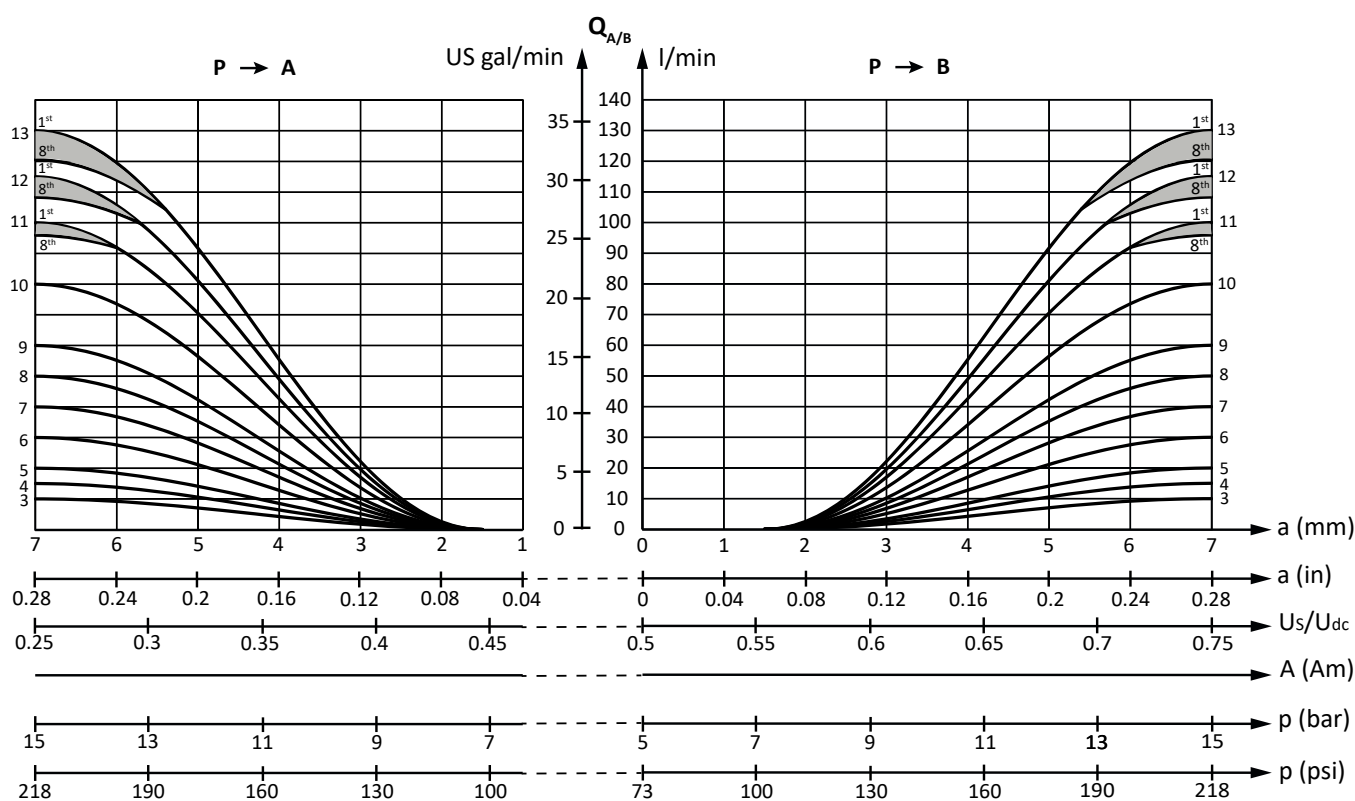 Q A/B
US gal/min
l/min
P → A
P → B
1st
13
8th
1st
12
8th
1st
11
8th
10
9
8
7
6
5
4
3
7 6 5 4 3 2 1
35
30
25
20
15
10
5
0
140
130
120
110
100
90
80
70
60
50
40
30
20
10
0
1st
13
8th
1st
12
8th
1st
11
8th
10
9
8
7
6
5
4
3
0 1 2 3 4 5 6 7 a (mm)
0.28 0.24 0.2 0.16 0.12 0.08 0.04 0 0.04 0.08 0.12 0.16 0.2 0.24 0.28 a (in)
0.25 0.3 0.35 0.4 0.45 0.5 0.55 0.6 0.65 0.7 0.75 Us/Udc
A (Am)
15 13 11 9 7 5 7 9 11 13 15 p (bar)
218 190 160 130 100 73 100 130 160 190 218 p (psi)